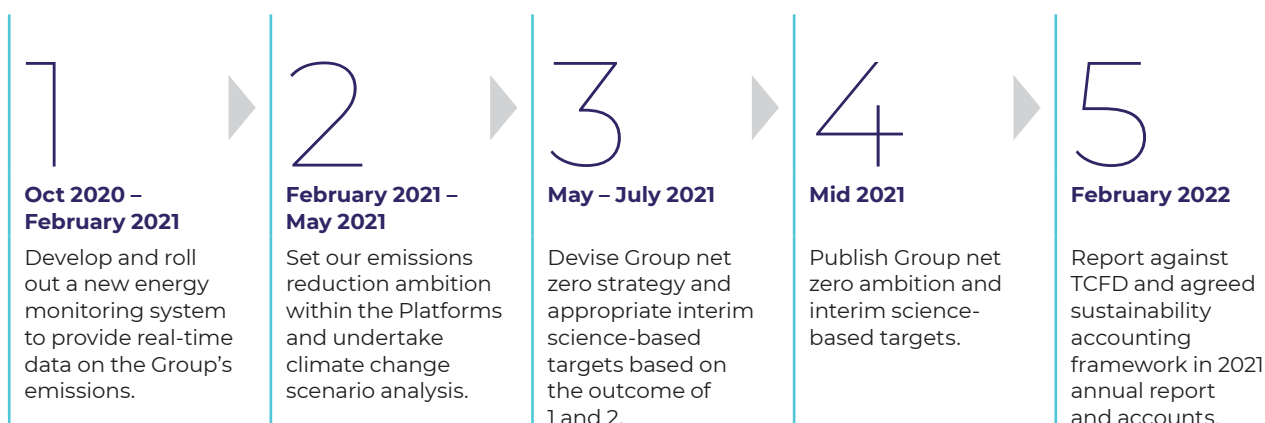 1
Oct 2020 –
February 2021
Develop and roll
out a new energy
monitoring system
to provide real-time
data on the Group's
emissions.
2
February 2021 –
May 2021
Set our emissions
reduction ambition
within the Platforms
and undertake
climate change
scenario analysis.
3
May – July 2021
Devise Group net
zero strategy and
appropriate interim
science-based
targets based on
the outcome of
1 and 2.
4
Mid 2021
Publish Group net
zero ambition and
interim science-
based targets.
5
February 2022
Report against
TCFD and agreed
sustainability
accounting
framework in 2021
annual report
and accounts.